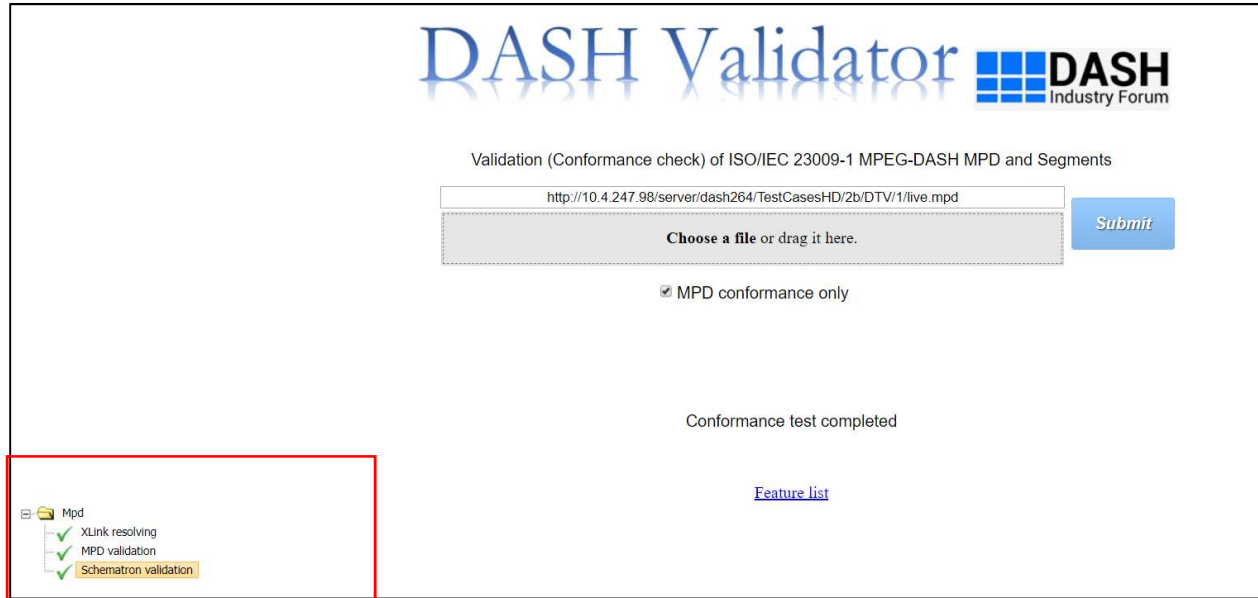 DASH Validator
DASH
Industry Forum
Validation (Conformance check) of ISO/IEC 23009-1 MPEG-DASH MPD and Segments
http://10.4.247.98/server/dash264/TestCasesHD/2b/DTV/1/live.mpd
Submit
Choose a file or drag it here.
MPD conformance only
Conformance test completed
Feature list
Mpd
XLink resolving
MPD validation
Schematron validation